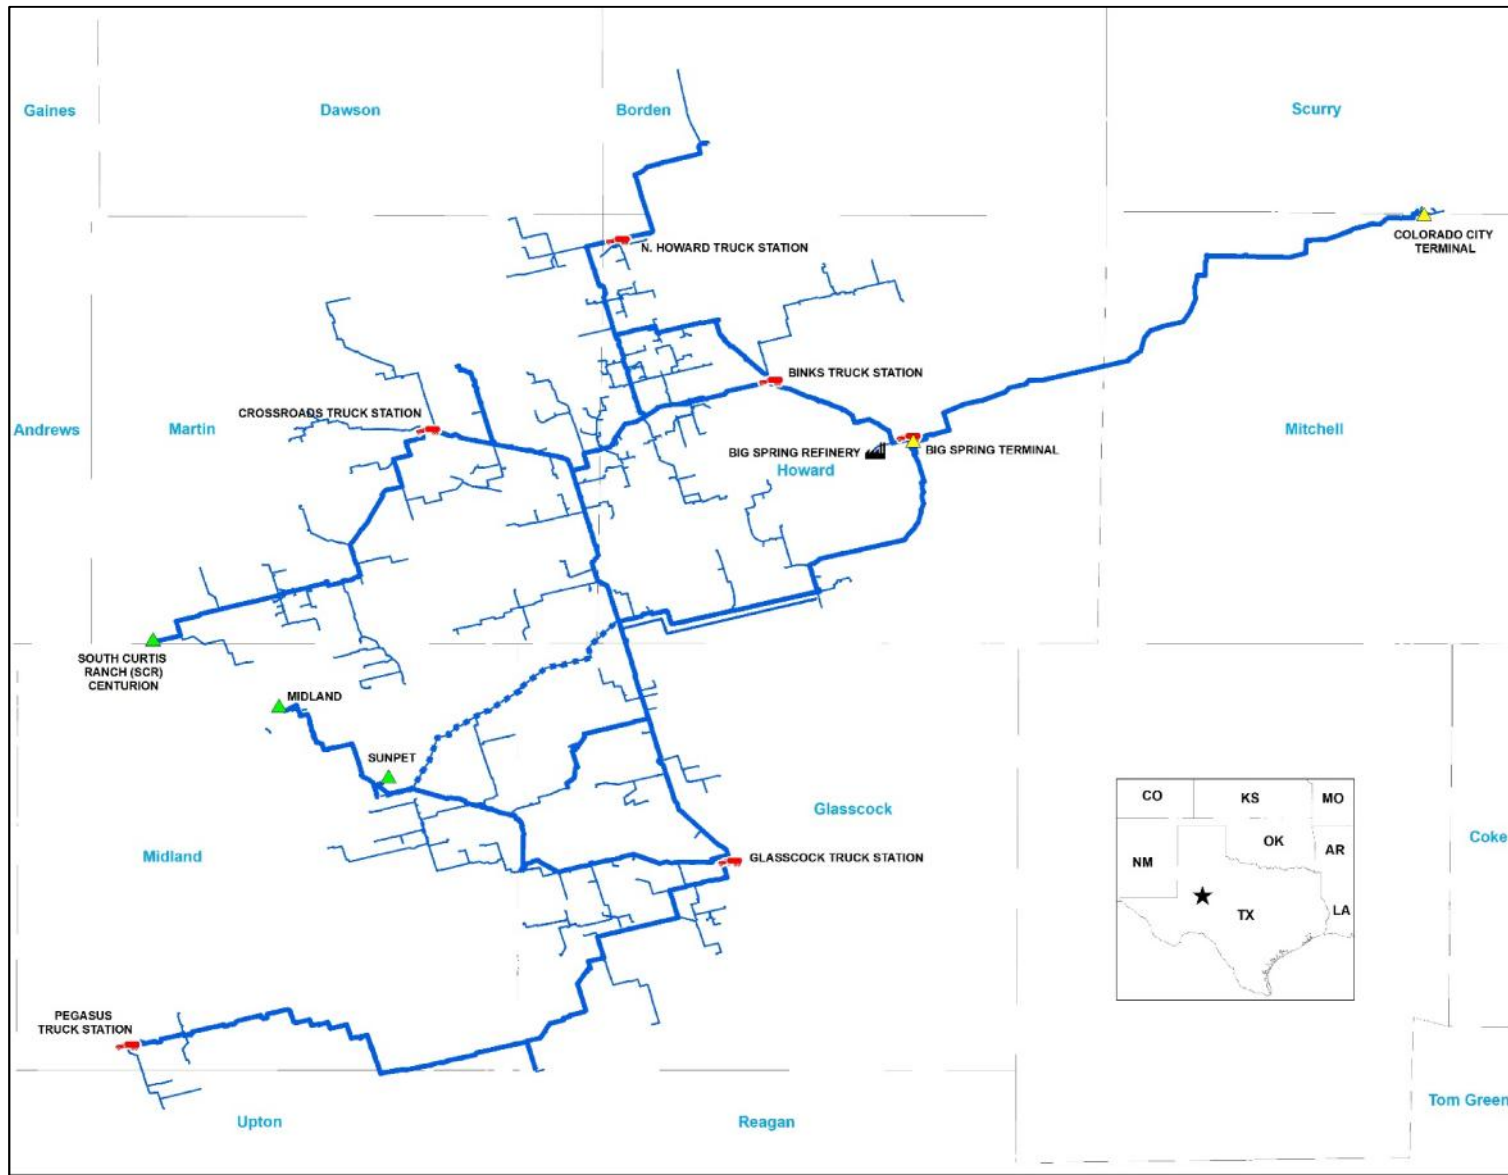 Gaines
Dawson
Borden
Scurry
N. HOWARD TRUCK STATION
COLORADO CITY
TERMINAL
BINKS TRUCK STATION
CROSSROADS TRUCK STATION
Andrews
Martin
Mitchell
BIG SPRING REFINERY
BIG SPRING TERMINAL
Howard
SOUTH CURTIS
RANCH (SCR)
CENTURION
MIDLAND
SUNPET
Glasscock
Midland
Coke
GLASSCOCK TRUCK STATION
CO
KS
MO
OK
AR
NM
TX
LA
PEGASUS
TRUCK STATION
Upton
Reagan
Tom Green